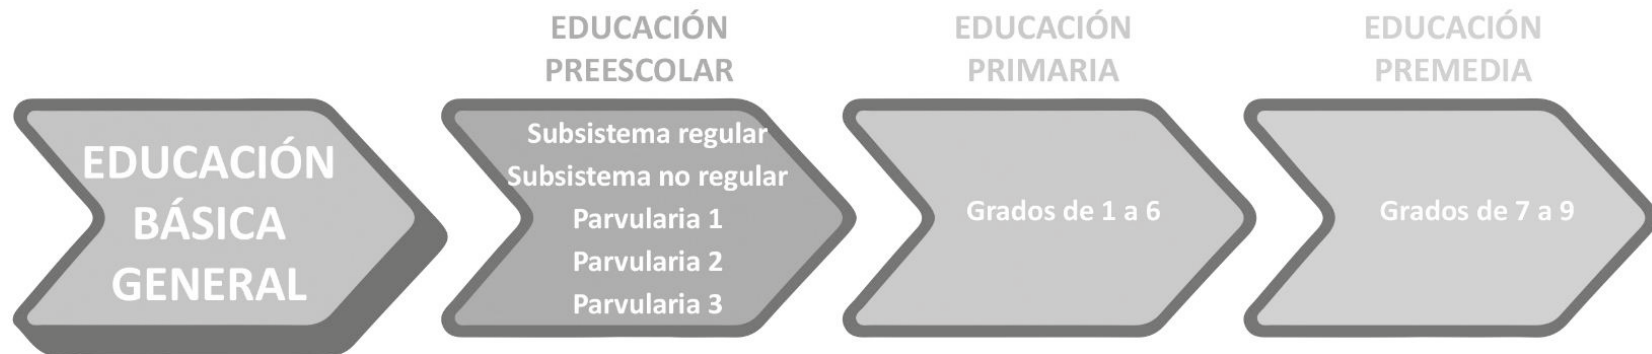 EDUCACIÓN
BÁSICA
GENERAL
EDUCACIÓN
PREESCOLAR
Subsistema regular
Subsistema no regular
Parvularia 1
Parvularia 2
Parvularia 3
EDUCACIÓN
PRIMARIA
Grados de 1 a 6
EDUCACIÓN
PREMEDIA
Grados de 7 a 9